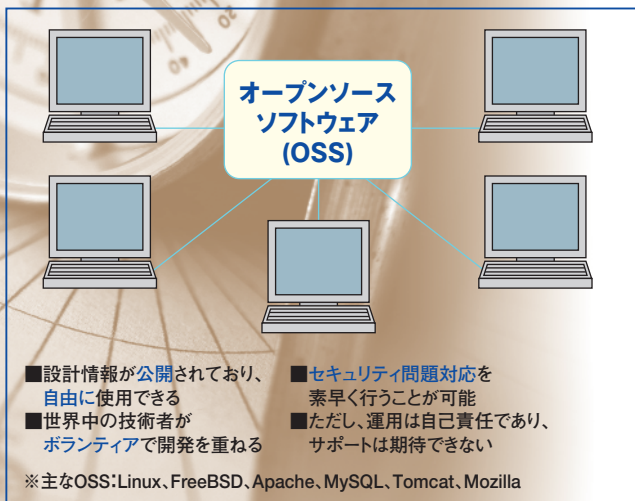 オープンソース
ソフトウェア
(OSS)
■設計情報が公開されており、
自由に使用できる
■世界中の技術者が
ボランティアで開発を重ねる
■セキュリティ問題対応を
素早く行うことが可能
■ただし、運用は自己責任であり、
サポートは期待できない
※主なOSS:Linux、FreeBSD、Apache、MySQL、Tomcat、Mozilla
20
40